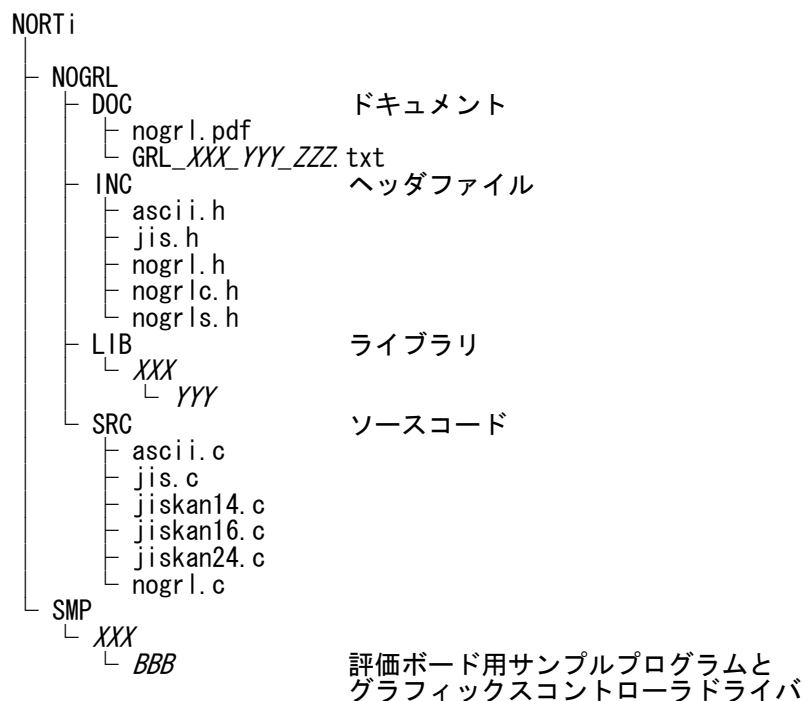 NORTi
NOGRL
DOC ドキュメント
nogrl.pdf
GRL_XXX_YYY_ZZZ.txt
INC ヘッダファイル
ascii.h
jis.h
nogrl.h
nogrlc.h
nogrls.h
LIB ライブラリ
XXX
YYY
SRC ソースコード
ascii.c
jis.c
jiskan14.c
jiskan16.c
jiskan24.c
nogrl.c
SMP
XXX
BBB 評価ボード用サンプルプログラムと
グラフィックスコントローラドライバ